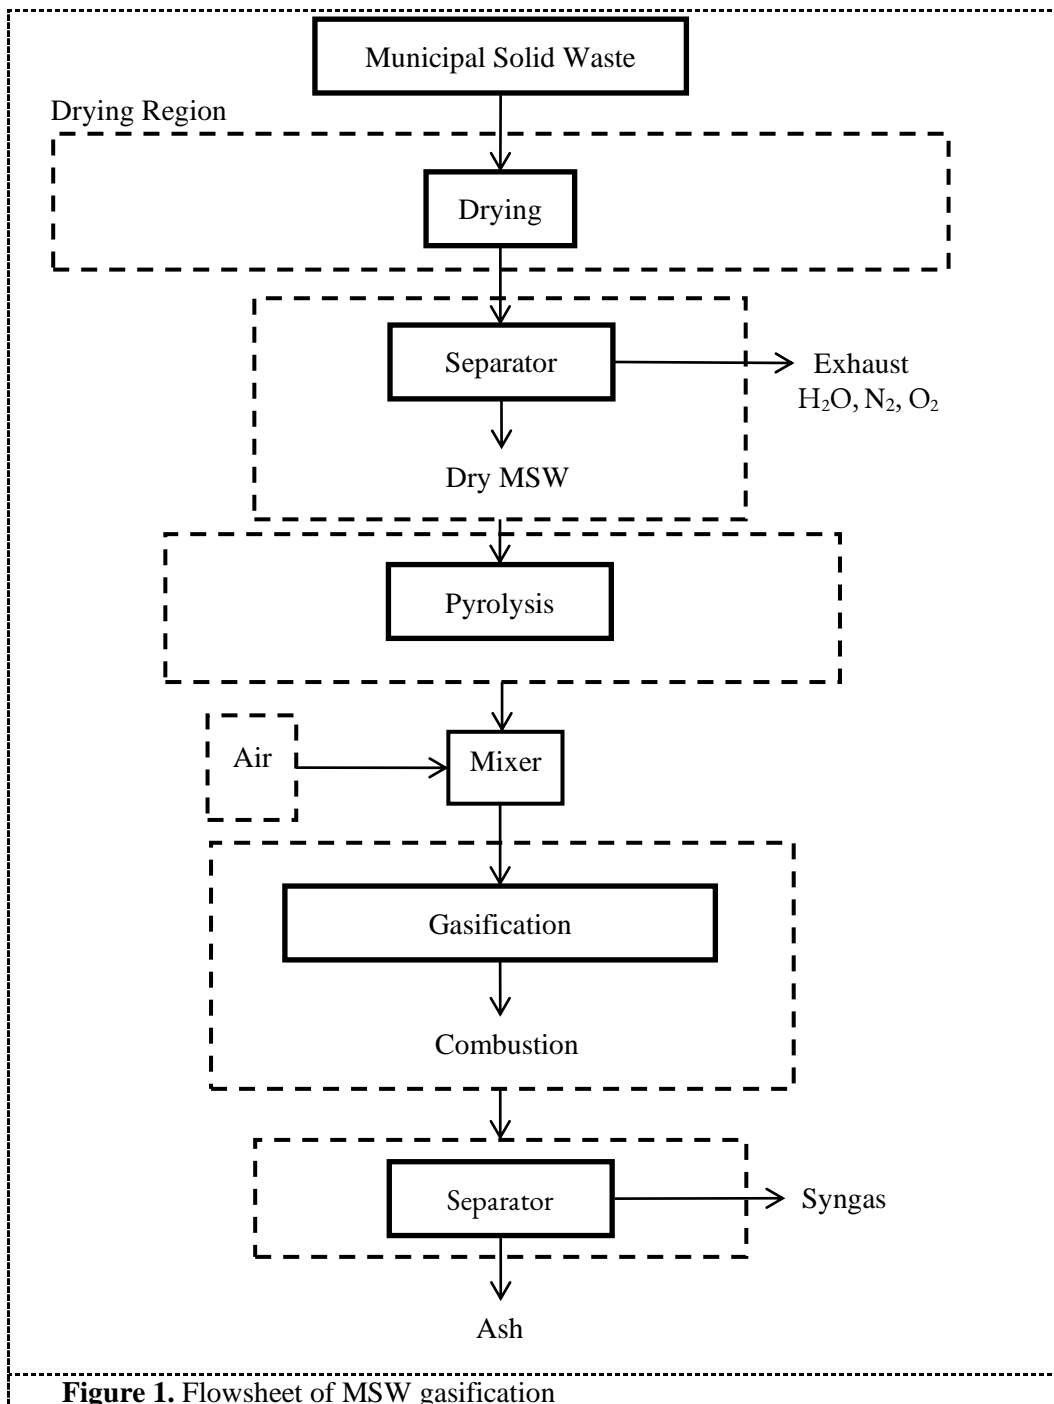 Municipal Solid Waste
Drying Region
Drying
Separator
Exhaust
H₂O, N₂, O₂
Dry MSW
Pyrolysis
Air
Mixer
Gasification
Combustion
Separator
Syngas
Ash
Figure 1. Flowsheet of MSW gasification